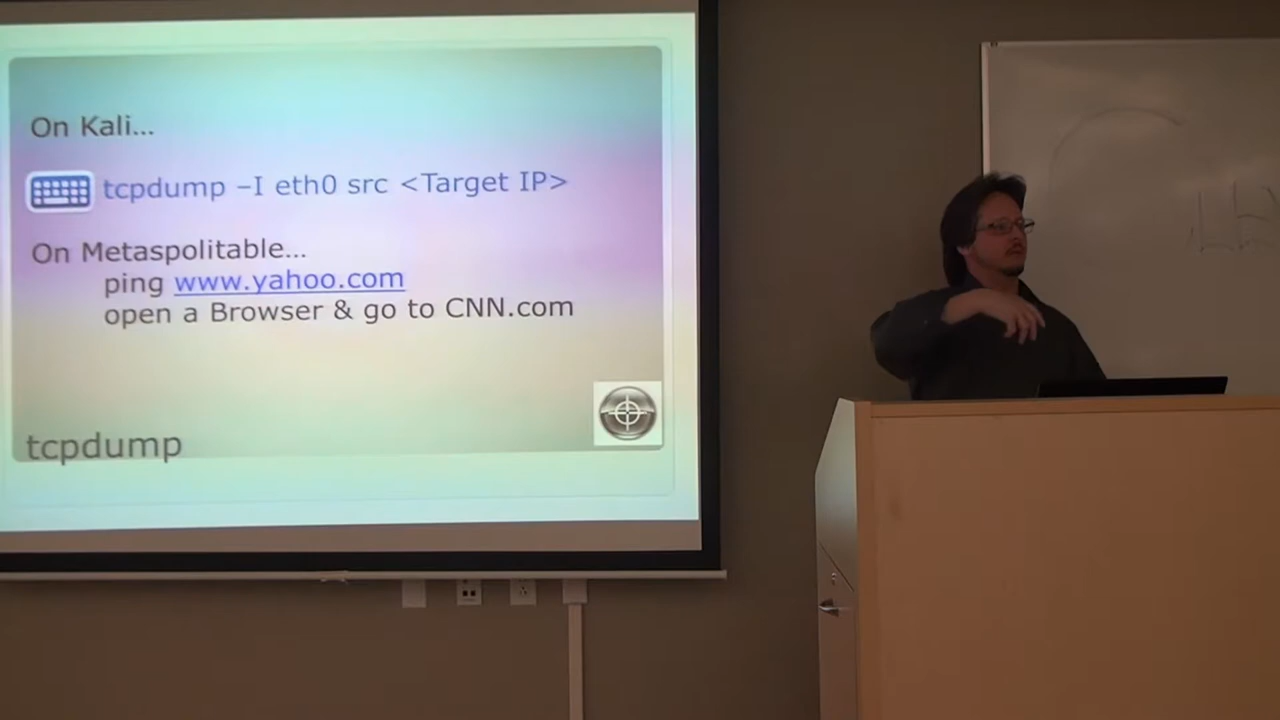 On Kali...
tcpdump –I eth0 src <Target IP>
On Metaspolitable...
ping www.yahoo.com
open a Browser & go to CNN.com
tcpdump